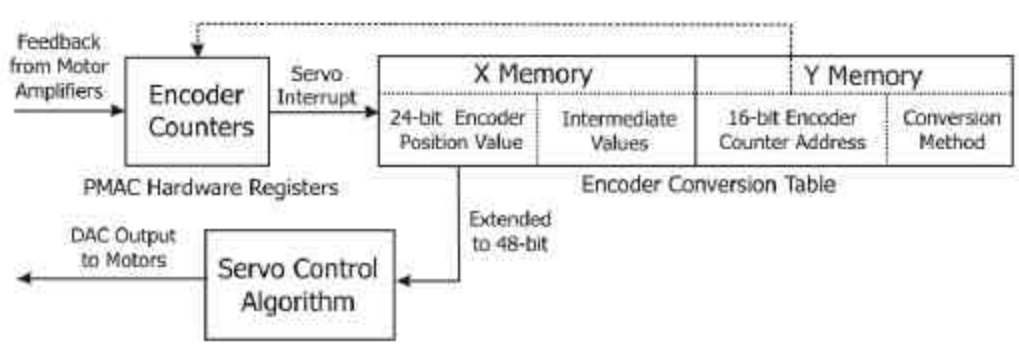 Feedback
from Motor
Amplifiers
Encoder
Counters
Servo
Interrupt
X Memory
Y Memory
24-bit Encoder
Position Value
Intermediate
Values
16-bit Encoder
Counter Address
Conversion
Method
PMAC Hardware Registers
Encoder Conversion Table
DAC Output
to Motors
Servo Control
Algorithm
Extended
to 48-bit